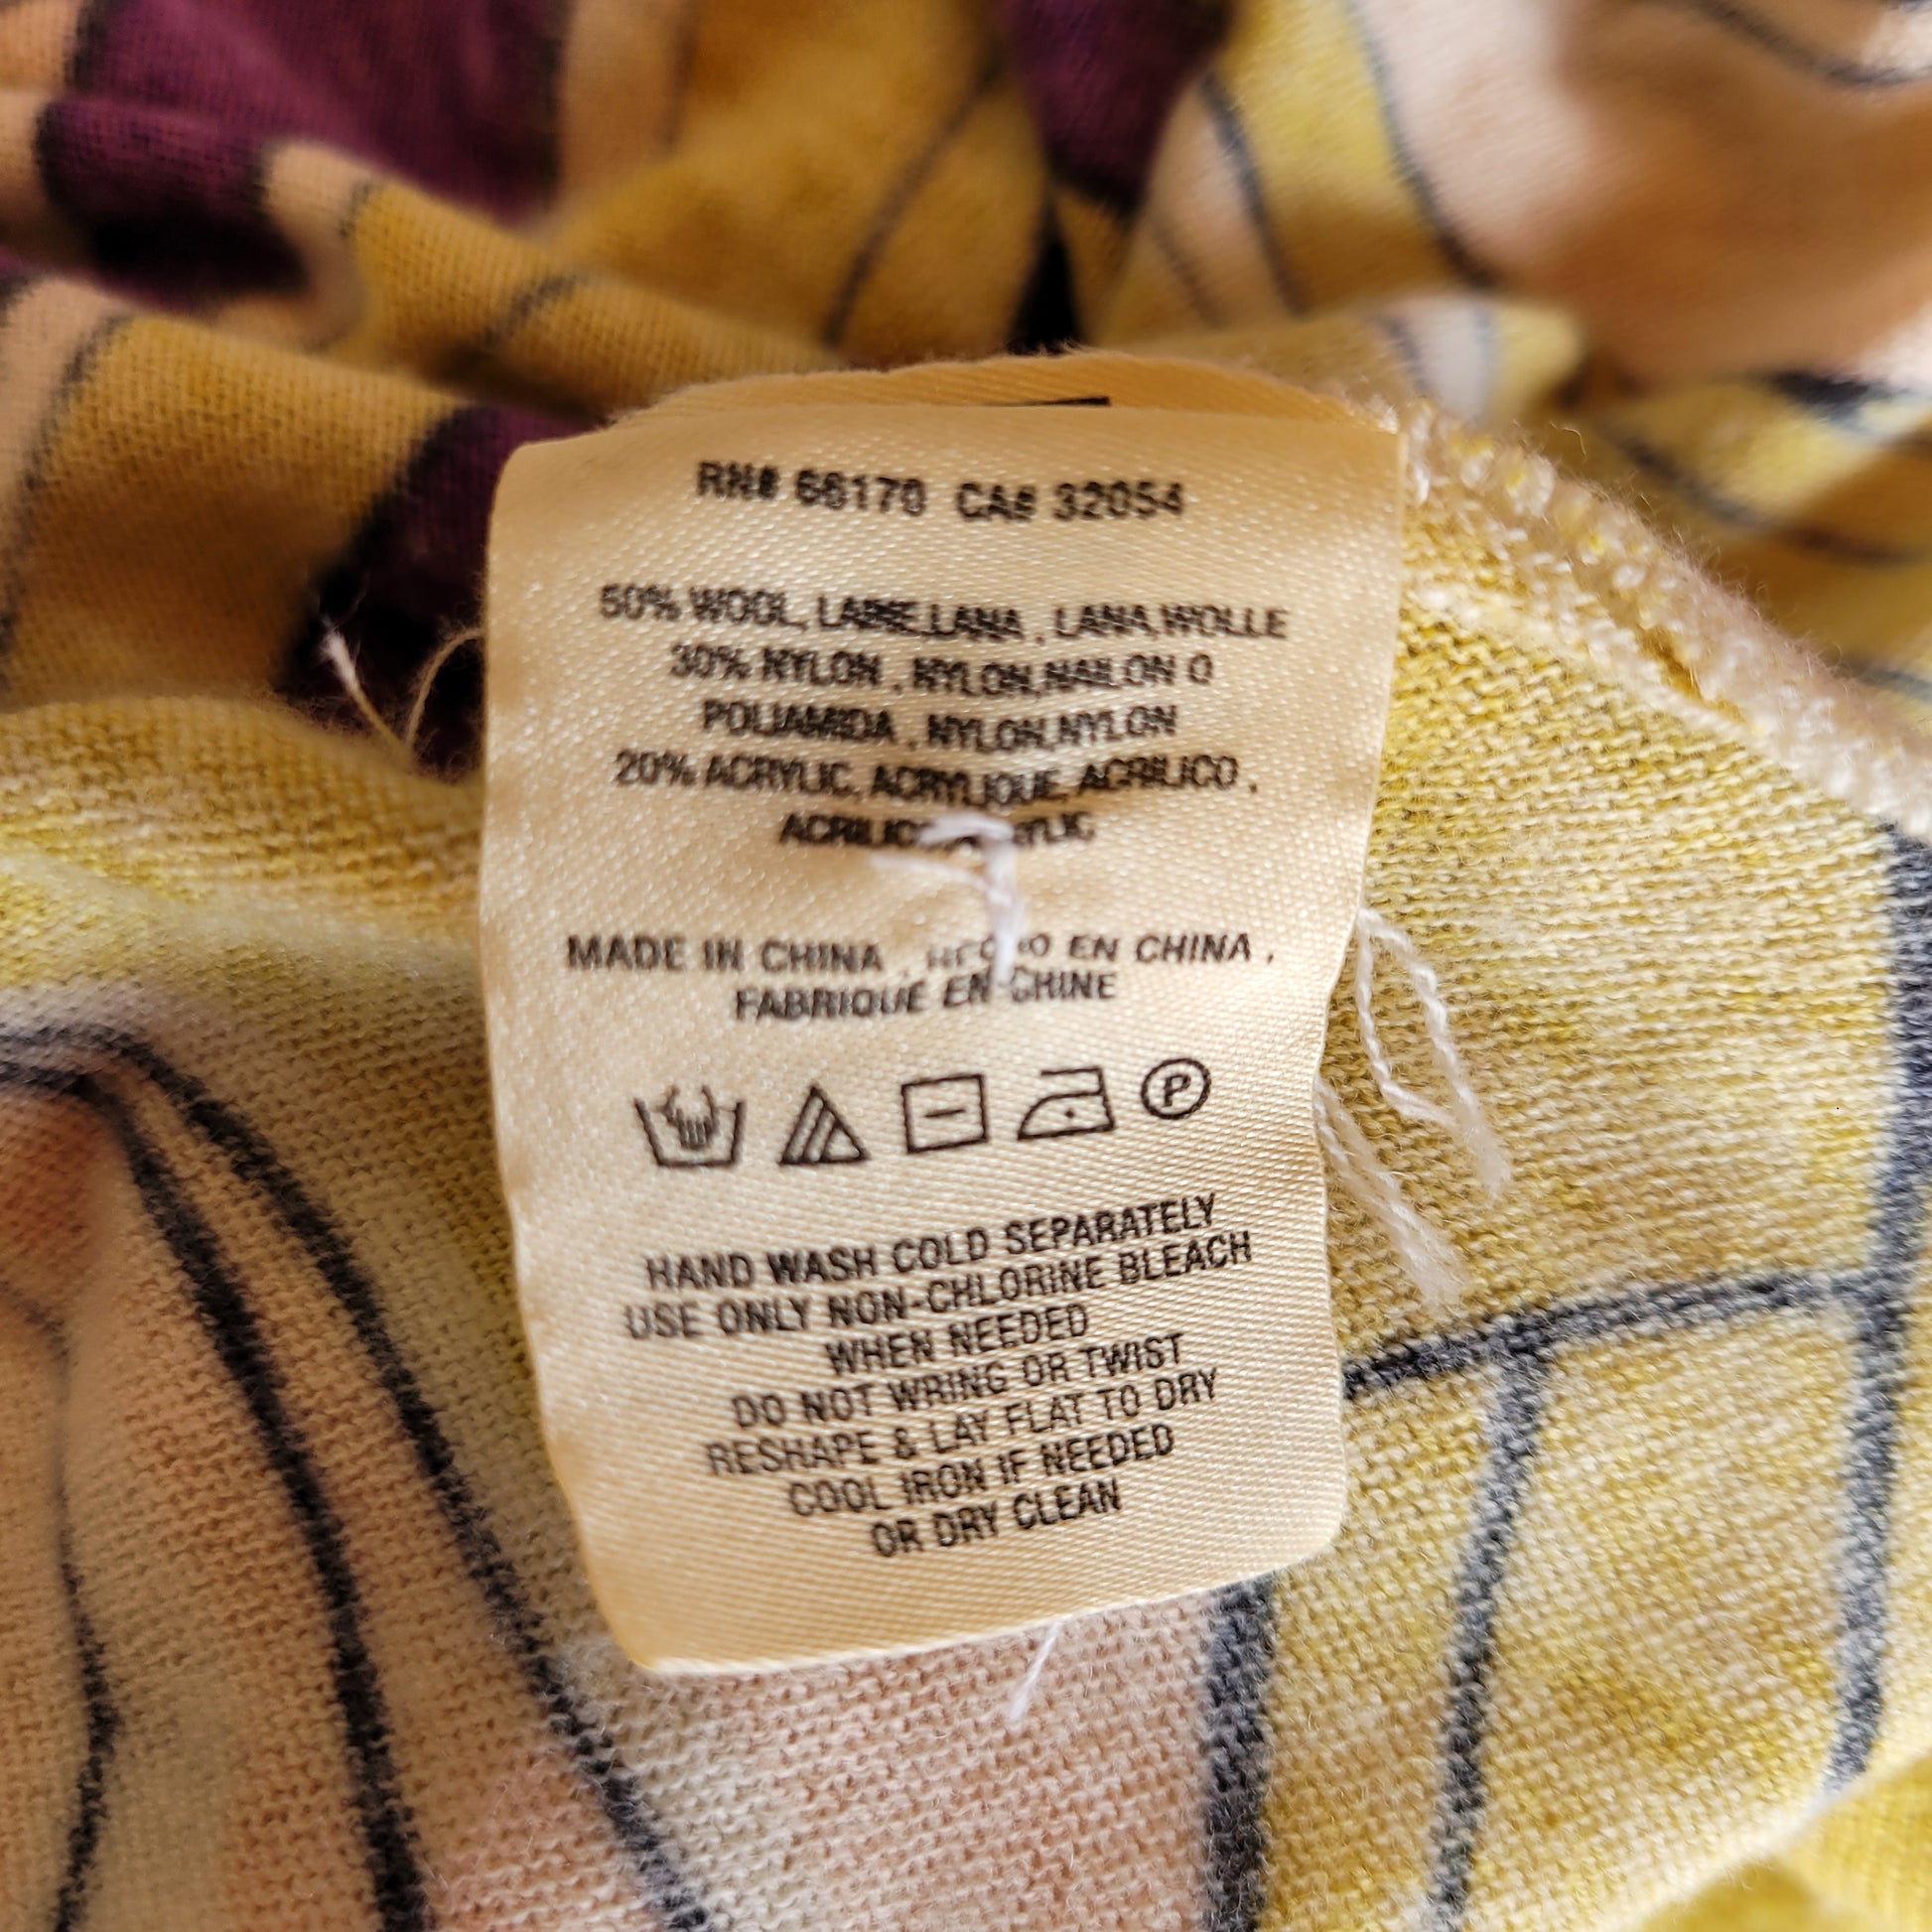 RN# 66170 CA# 32054
50% WOOL, LAINE,LANA , LANA,WOLLE
30% NYLON , NYLON,NAILON O
POLIAMIDA , NYLON,NYLON
20% ACRYLIC, ACRYLIQUE, ACRILICO ,
MADE IN CHINA , HECHO EN CHINA ,
FABRIQUÉ EN CHINE
P
HAND WASH COLD SEPARATELY
USE ONLY NON-CHLORINE BLEACH
WHEN NEEDED
DO NOT WRING OR TWIST
RESHAPE & LAY FLAT TO DRY
COOL IRON IF NEEDED
OR DRY CLEAN